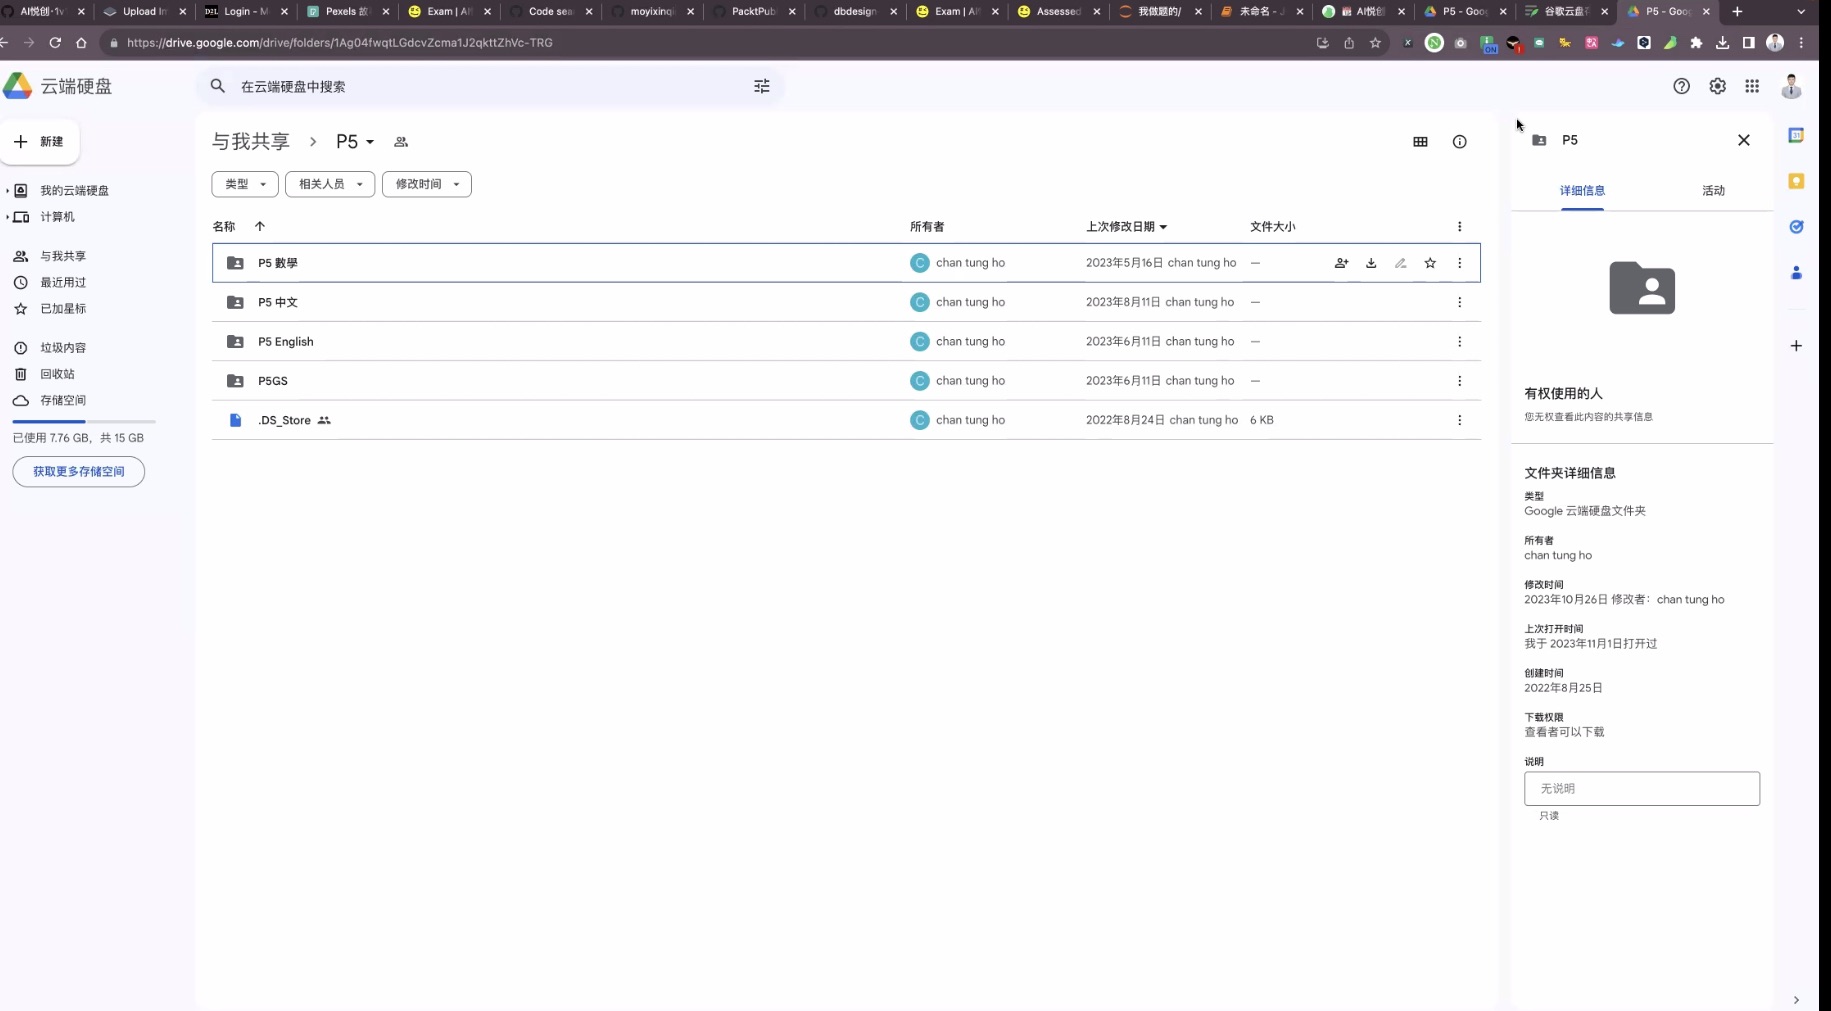 AI悦创·1v
Upload In
D2L Login - M
Pexels 故
Exam | AI
Code sea
moyixinqi
PacktPub
dbdesign
Exam | AI
Assessed
我做题的/
未命名 - J
AI悦创
P5 - Goog
谷歌云盘存
P5 - Goog
https://drive.google.com/drive/folders/1Ag04fwqtLGdcvZcma1J2qkttZhVc-TRG
ON
云端硬盘
在云端硬盘中搜索
新建
我的云端硬盘
计算机
与我共享
最近用过
已加星标
垃圾内容
回收站
存储空间
已使用 7.76 GB，共 15 GB
获取更多存储空间
与我共享 > P5
类型 相关人员 修改时间
名称 所有者 上次修改日期 文件大小
P5 數學 C chan tung ho 2023年5月16日 chan tung ho —
P5 中文 C chan tung ho 2023年8月11日 chan tung ho —
P5 English C chan tung ho 2023年6月11日 chan tung ho —
P5GS C chan tung ho 2023年6月11日 chan tung ho —
.DS_Store C chan tung ho 2022年8月24日 chan tung ho 6 KB
P5
详细信息 活动
有权使用的人
您无权查看此内容的共享信息
文件夹详细信息
类型
Google 云端硬盘文件夹
所有者
chan tung ho
修改时间
2023年10月26日 修改者：chan tung ho
上次打开时间
我于 2023年11月1日打开过
创建时间
2022年8月25日
下载权限
查看者可以下载
说明
无说明
只读
31